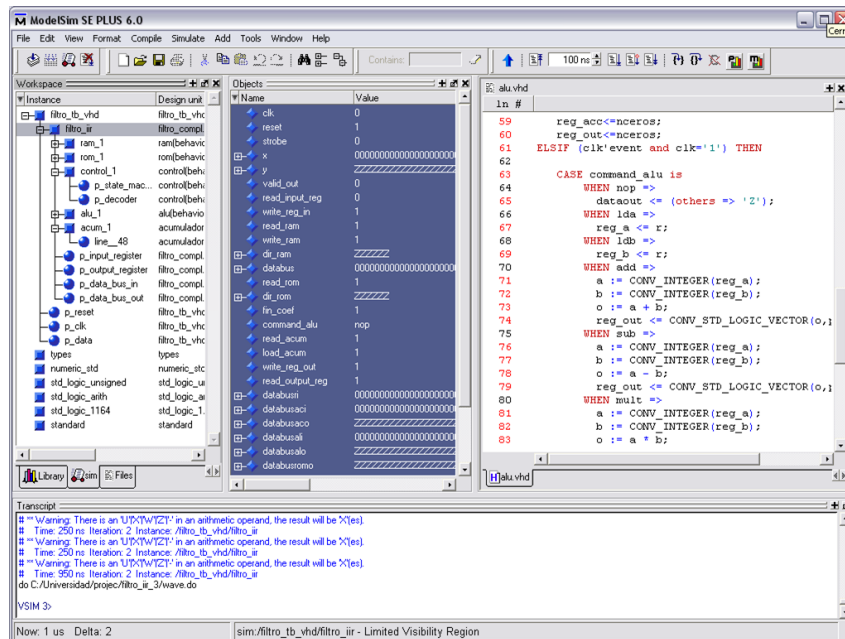 ModelSim SE PLUS 6.0
Cerr
File Edit View Format Compile Simulate Add Tools Window Help
Contains:
100 ns
Workspace
Instance Design unit
filtro_tb_vhd filtro_tb_vhd
filtro_iir filtro_compl.
ram_1 ram(behavio
rom_1 rom(behavio
control_1 control(beha
p_state_mac... control(beha
p_decoder control(beha
alu_1 alu(behavio
acum_1 acumulador
line__48 acumulador
p_input_register filtro_compl.
p_output_register filtro_compl.
p_data_bus_in filtro_compl.
p_data_bus_out filtro_compl.
p_reset filtro_tb_vhd
p_clk filtro_tb_vhd
p_data filtro_tb_vhd
types types
numeric_std numeric_stc
std_logic_unsigned std_logic_ui
std_logic_arith std_logic_ai
std_logic_1164 std_logic_1.
standard standard
Library sim Files
Objects
Name Value
clk 0
reset 1
strobe 0
x
y
valid_out 0
read_input_reg 0
write_reg_in 1
read_ram 1
write_ram 1
dir_ram ZZZZZZ
databus
read_rom 1
dir_rom ZZZZZZ
fin_coef 1
command_alu nop
read_acum 1
load_acum 1
write_reg_out 1
read_output_reg 1
databusri
databusaci
databusaco
databusali
databusalo
databusromo
alu.vhd
ln #
59 reg_acc<=nceros;
60 reg_out<=nceros;
61 ELSIF (clk'event and clk='1') THEN
62
63 CASE command_alu is
64 WHEN nop =>
65 dataout <= (others => 'Z');
66 WHEN lda =>
67 reg_a <= r;
68 WHEN ldb =>
69 reg_b <= r;
70 WHEN add =>
71 a := CONV_INTEGER(reg_a);
72 b := CONV_INTEGER(reg_b);
73 o := a + b;
74 reg_out <= CONV_STD_LOGIC_VECTOR(o,
75 WHEN sub =>
76 a := CONV_INTEGER(reg_a);
77 b := CONV_INTEGER(reg_b);
78 o := a - b;
79 reg_out <= CONV_STD_LOGIC_VECTOR(o,
80 WHEN mult =>
81 a := CONV_INTEGER(reg_a);
82 b := CONV_INTEGER(reg_b);
83 o := a * b;
alu.vhd
Transcript
# ** Warning: There is an 'U'|'X'|'W'|'Z'|'-' in an arithmetic operand, the result will be 'X'(es).
# Time: 250 ns Iteration: 2 Instance: /filtro_tb_vhd/filtro_iir
# ** Warning: There is an 'U'|'X'|'W'|'Z'|'-' in an arithmetic operand, the result will be 'X'(es).
# Time: 250 ns Iteration: 2 Instance: /filtro_tb_vhd/filtro_iir
# ** Warning: There is an 'U'|'X'|'W'|'Z'|'-' in an arithmetic operand, the result will be 'X'(es).
# Time: 950 ns Iteration: 2 Instance: /filtro_tb_vhd/filtro_iir
do C:/Universidad/projec/filtro_iir_3/wave.do
VSIM 3>
Now: 1 us Delta: 2 sim:/filtro_tb_vhd/filtro_iir - Limited Visibility Region